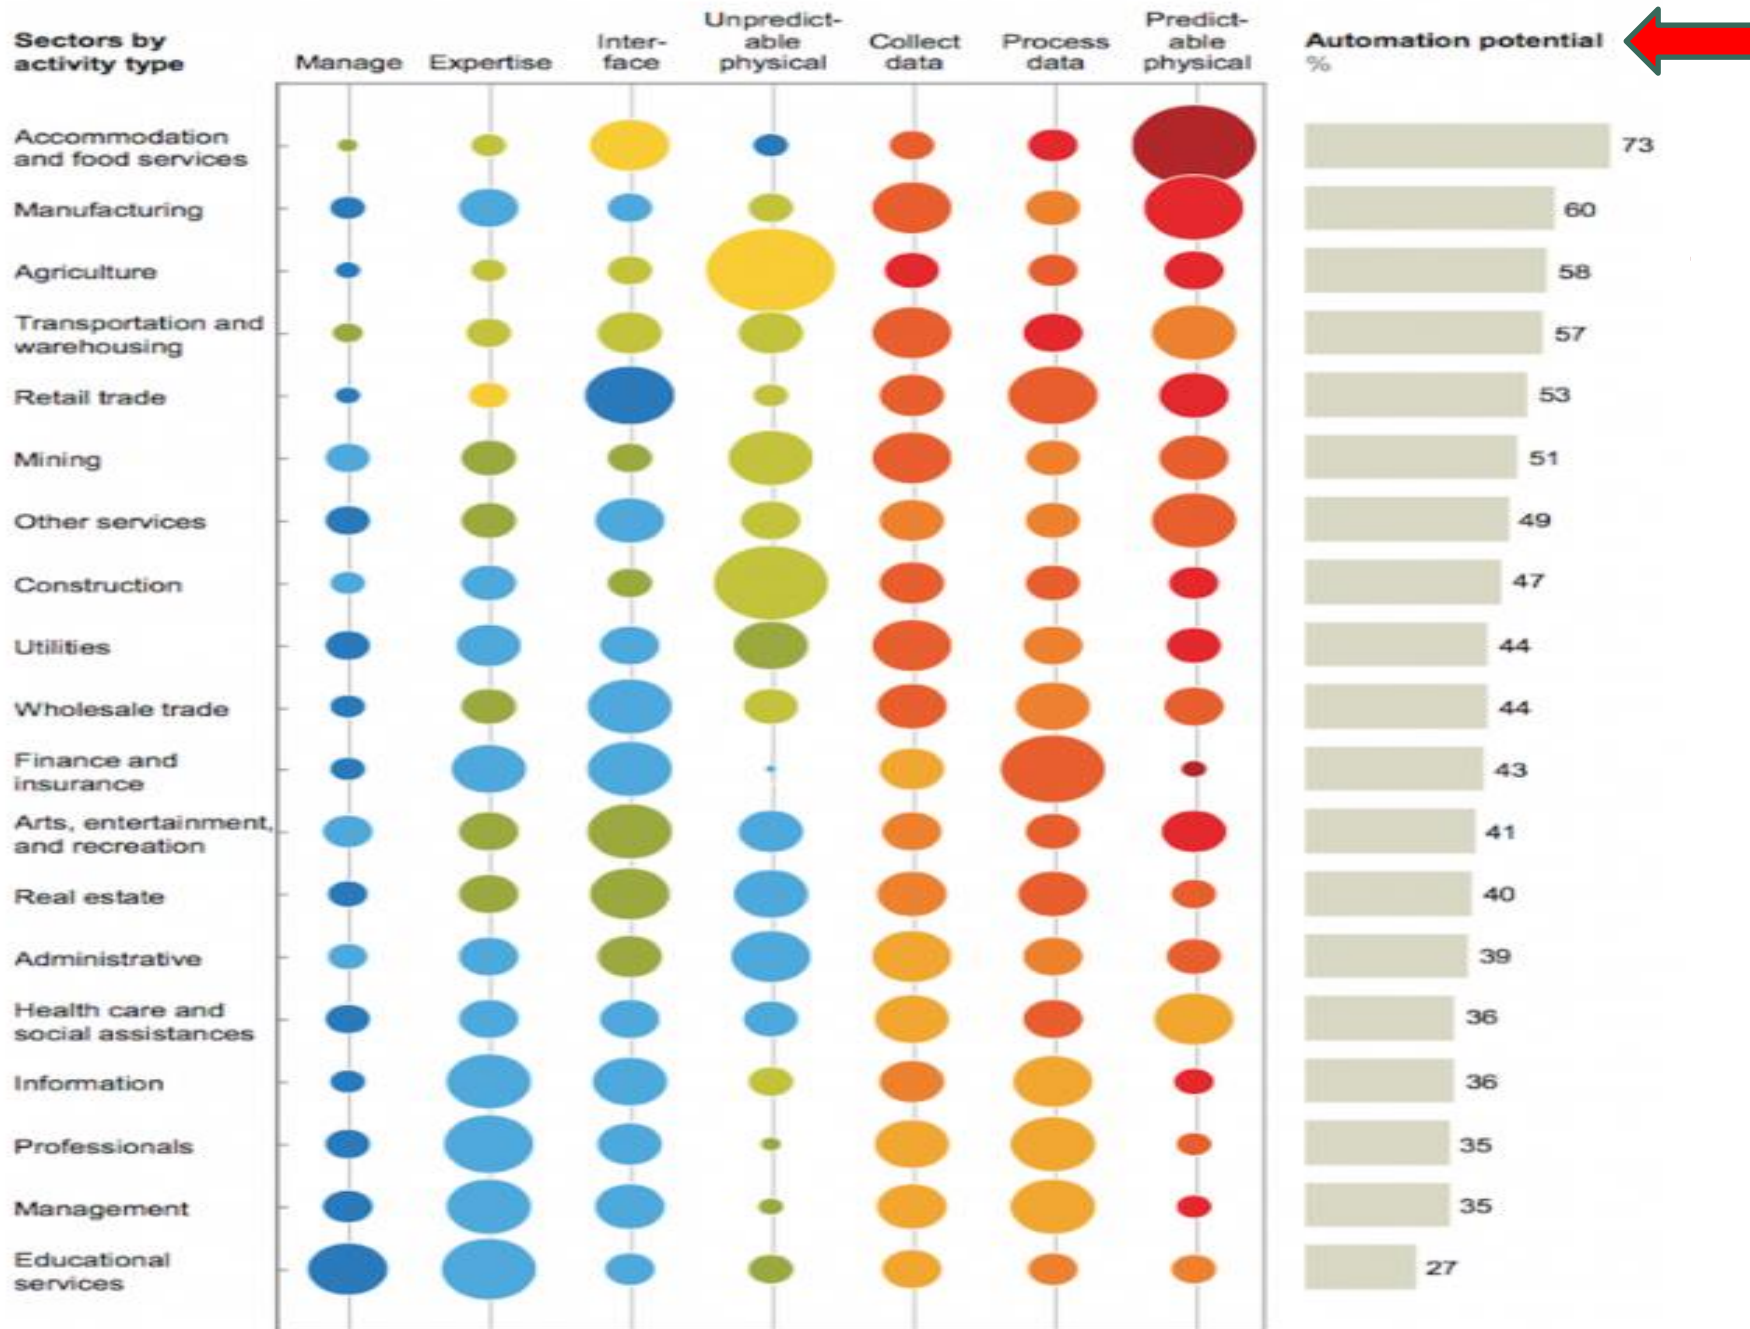 Sectors by
activity type
Manage
Expertise
Inter-
face
Unpredict-
able
physical
Collect
data
Process
data
Predict-
able
physical
Automation potential
%
Accommodation
and food services
73
Manufacturing
60
Agriculture
58
Transportation and
warehousing
57
Retail trade
53
Mining
51
Other services
49
Construction
47
Utilities
44
Wholesale trade
44
Finance and
insurance
43
Arts, entertainment,
and recreation
41
Real estate
40
Administrative
39
Health care and
social assistances
36
Information
36
Professionals
35
Management
35
Educational
services
27